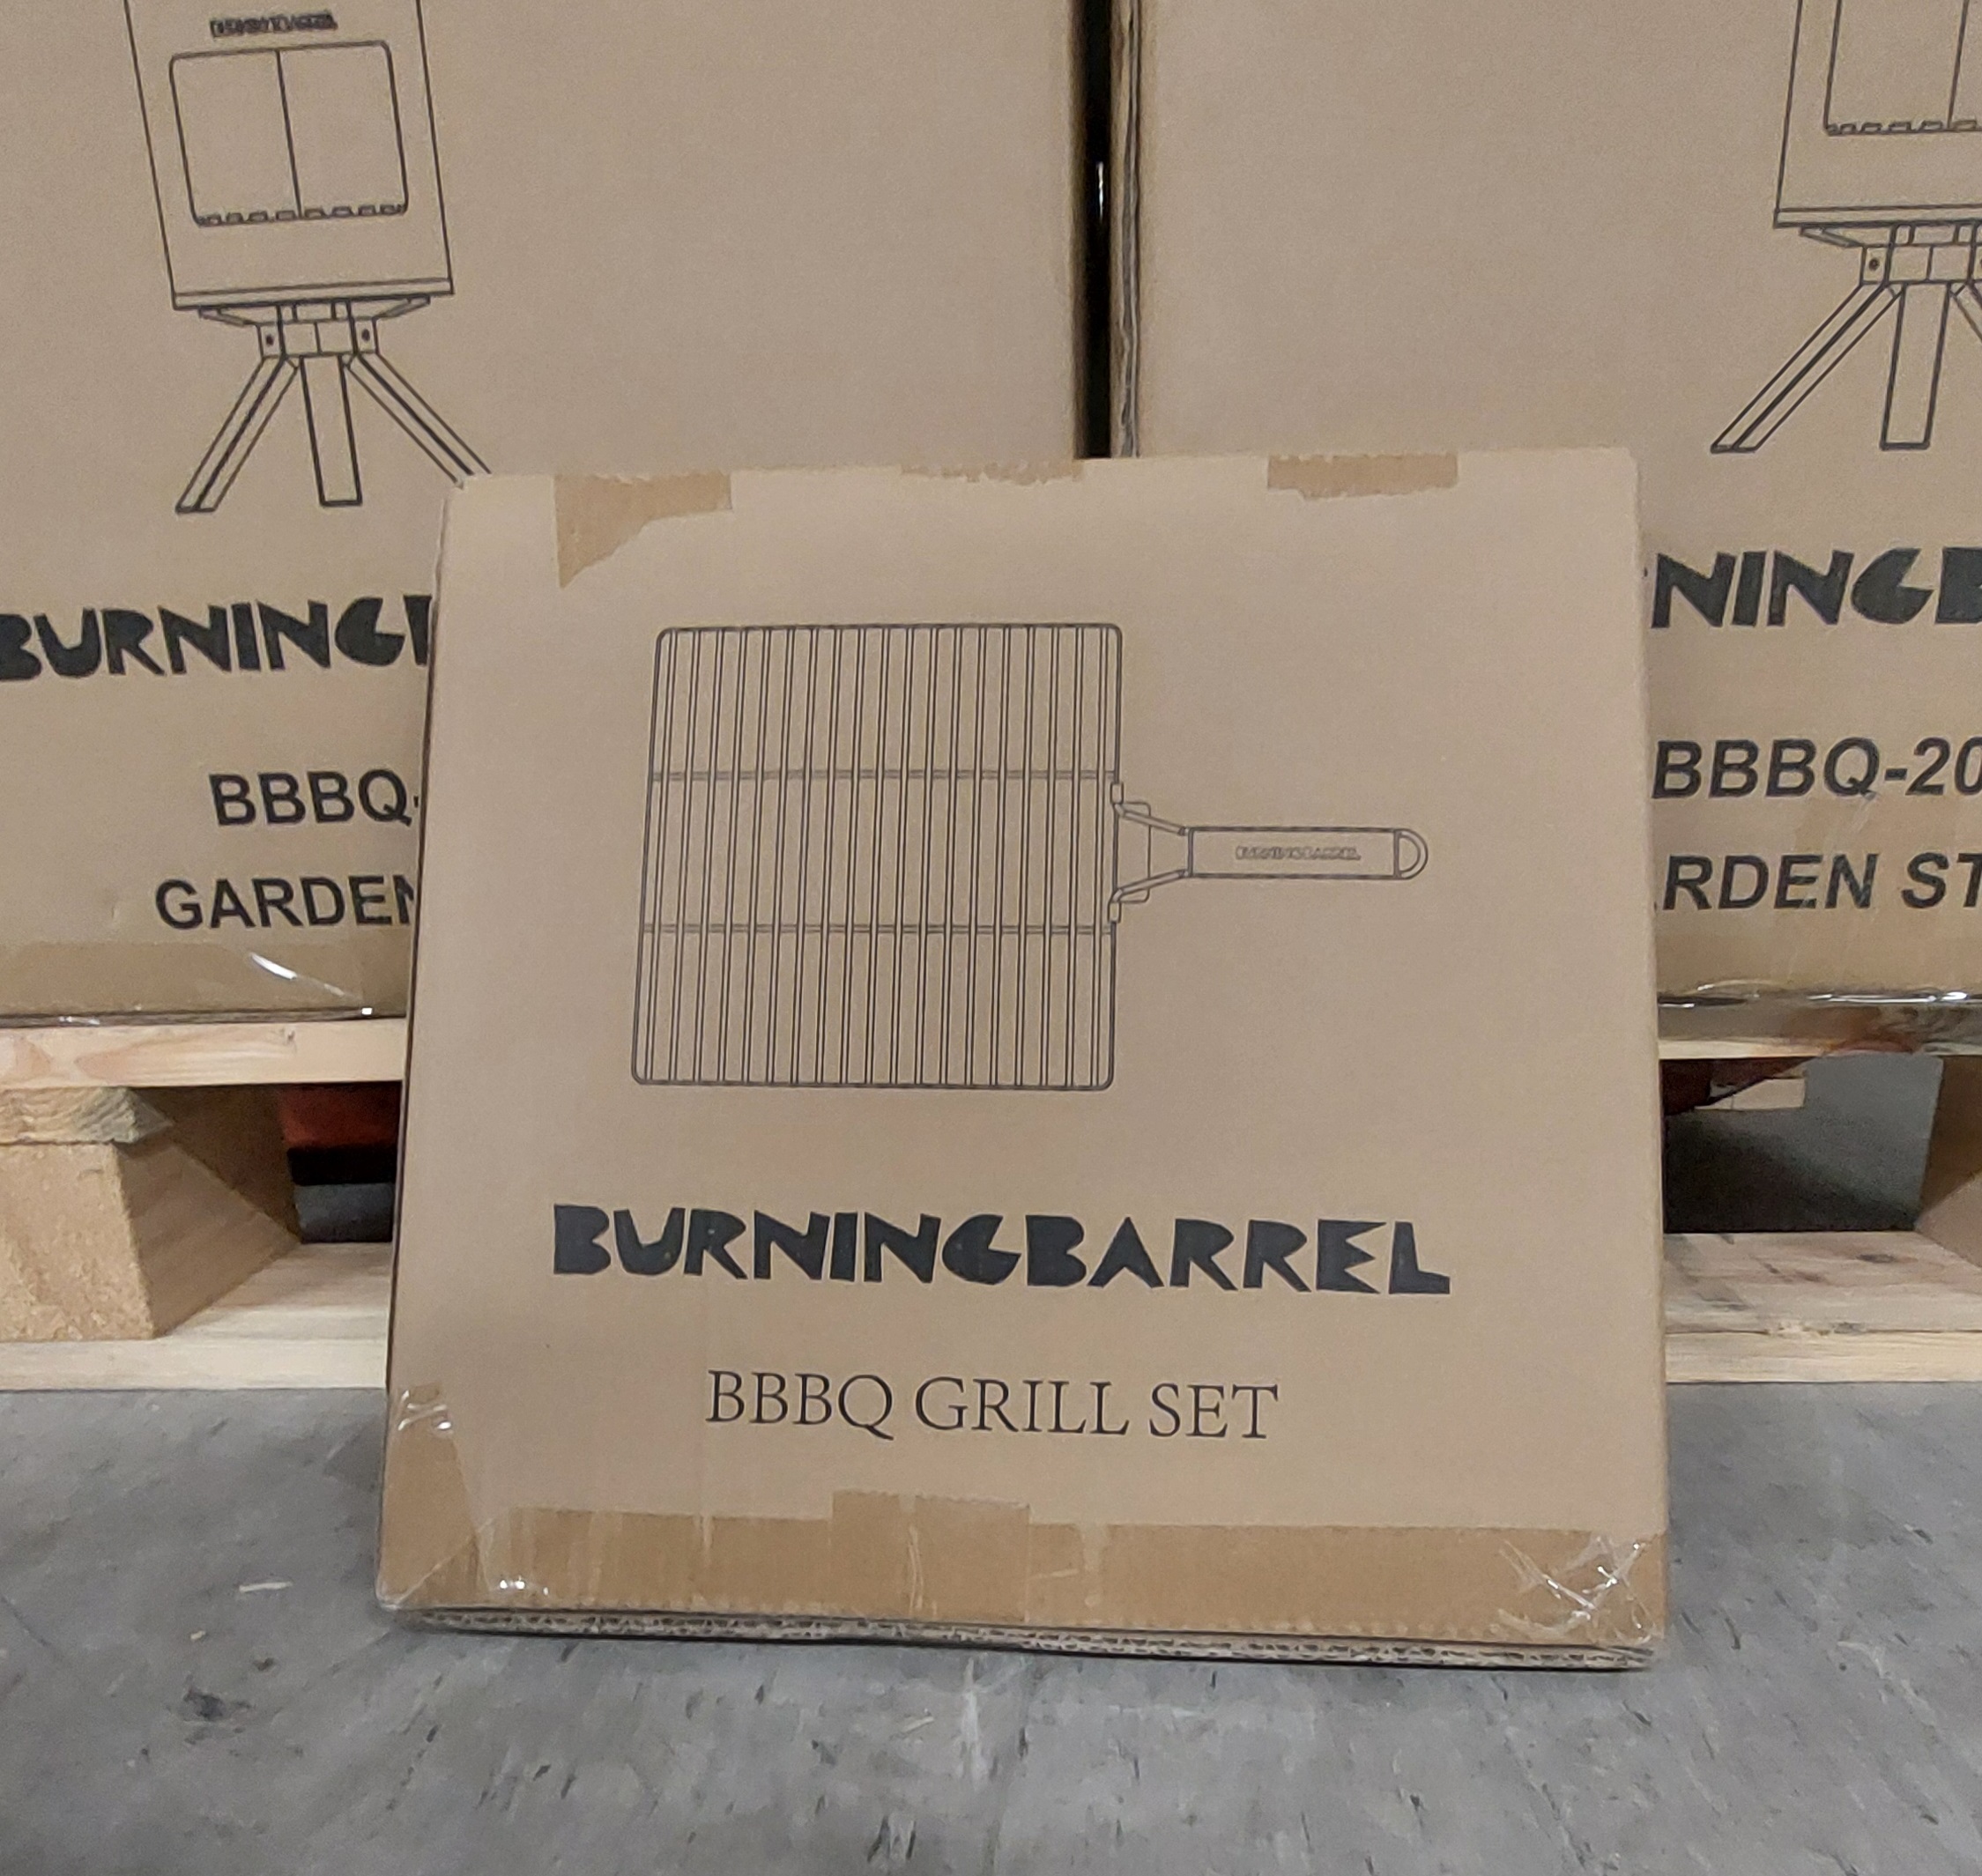 BURNING
BBBQ-
GARDEN
NINGB
BBBQ-20
RDEN ST
BURNINGBARREL
BURNINGBARREL
BBBQ GRILL SET